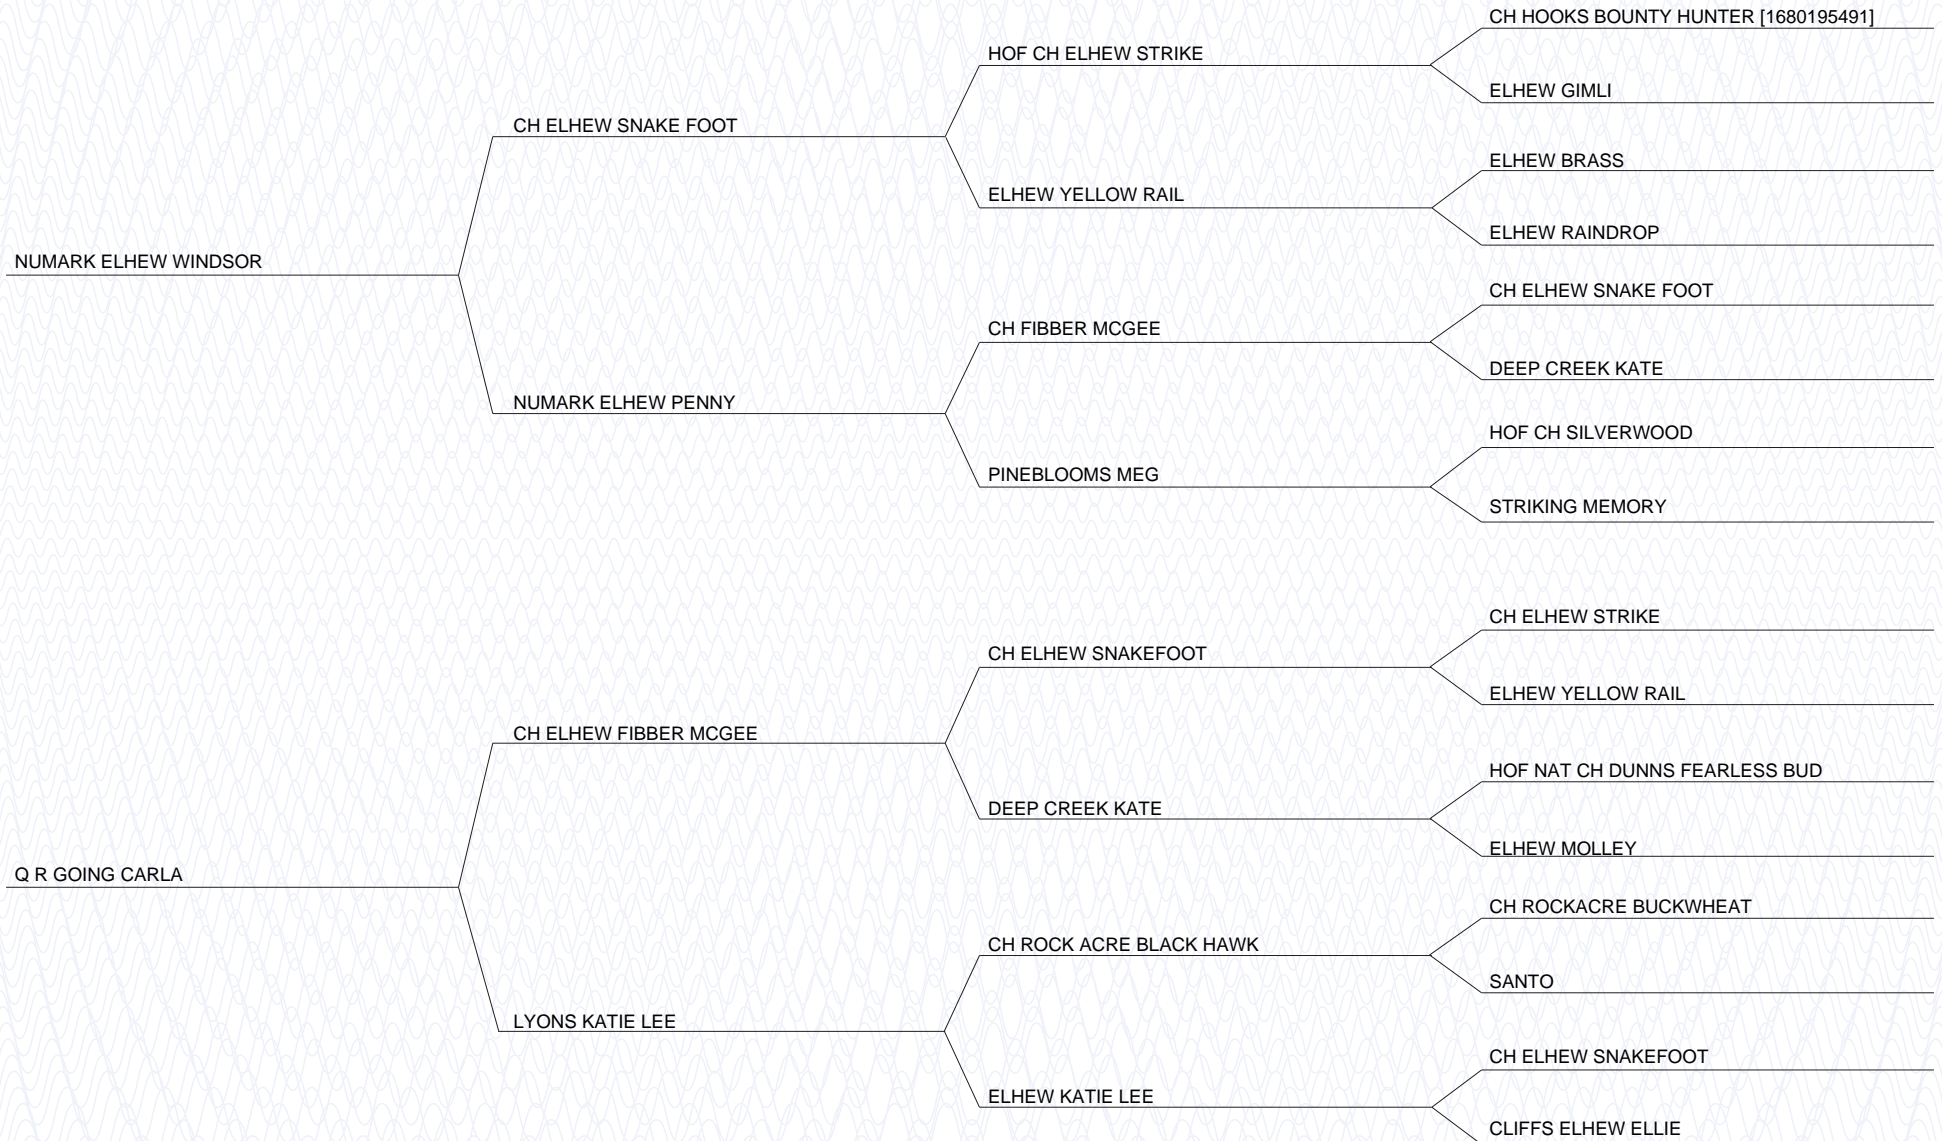 CH HOOKS BOUNTY HUNTER [1680195491]
HOF CH ELHEW STRIKE
ELHEW GIMLI
CH ELHEW SNAKE FOOT
ELHEW BRASS
ELHEW YELLOW RAIL
ELHEW RAINDROP
NUMARK ELHEW WINDSOR
CH ELHEW SNAKE FOOT
CH FIBBER MCGEE
DEEP CREEK KATE
NUMARK ELHEW PENNY
HOF CH SILVERWOOD
PINEBLOOMS MEG
STRIKING MEMORY
CH ELHEW STRIKE
CH ELHEW SNAKEFOOT
ELHEW YELLOW RAIL
CH ELHEW FIBBER MCGEE
HOF NAT CH DUNNS FEARLESS BUD
DEEP CREEK KATE
ELHEW MOLLEY
Q R GOING CARLA
CH ROCKACRE BUCKWHEAT
CH ROCK ACRE BLACK HAWK
SANTO
LYONS KATIE LEE
CH ELHEW SNAKEFOOT
ELHEW KATIE LEE
CLIFFS ELHEW ELLIE